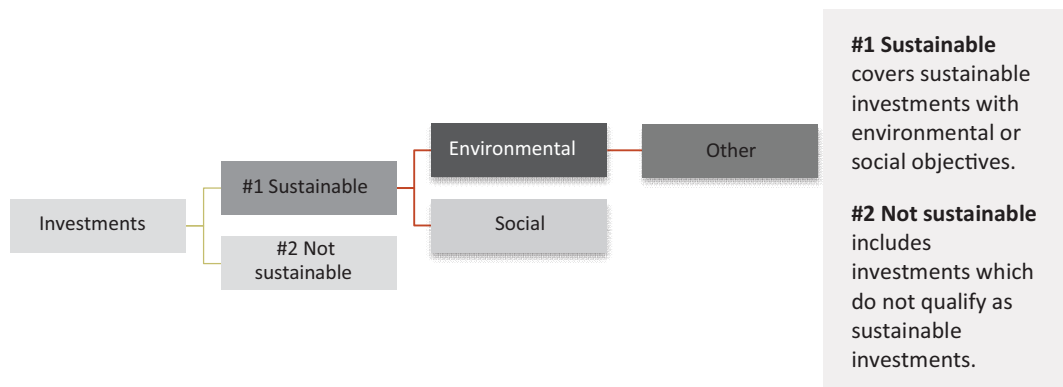 Investments
#1 Sustainable
#2 Not
sustainable
Environmental
Social
Other
#1 Sustainable
covers sustainable
investments with
environmental or
social objectives.
#2 Not sustainable
includes
investments which
do not qualify as
sustainable
investments.